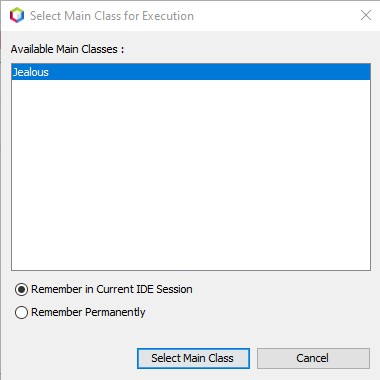 Select Main Class for Execution
Available Main Classes :
Jealous
Remember in Current IDE Session
Remember Permanently
Select Main Class Cancel